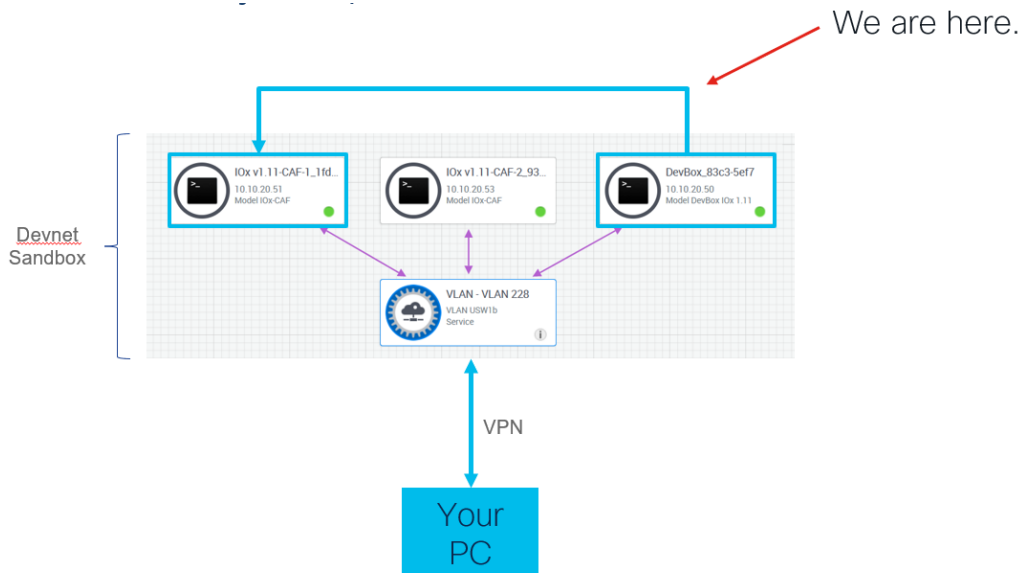 We are here.
IOx v1.11-CAF-1_1fd...
10.10.20.51
Model IOx-CAF
IOx v1.11-CAF-2_93...
10.10.20.53
Model IOx-CAF
DevBox_83c3-5ef7
10.10.20.50
Model DevBox IOx 1.11
Devnet
Sandbox
VLAN - VLAN 228
VLAN USW1b
Service
VPN
Your
PC